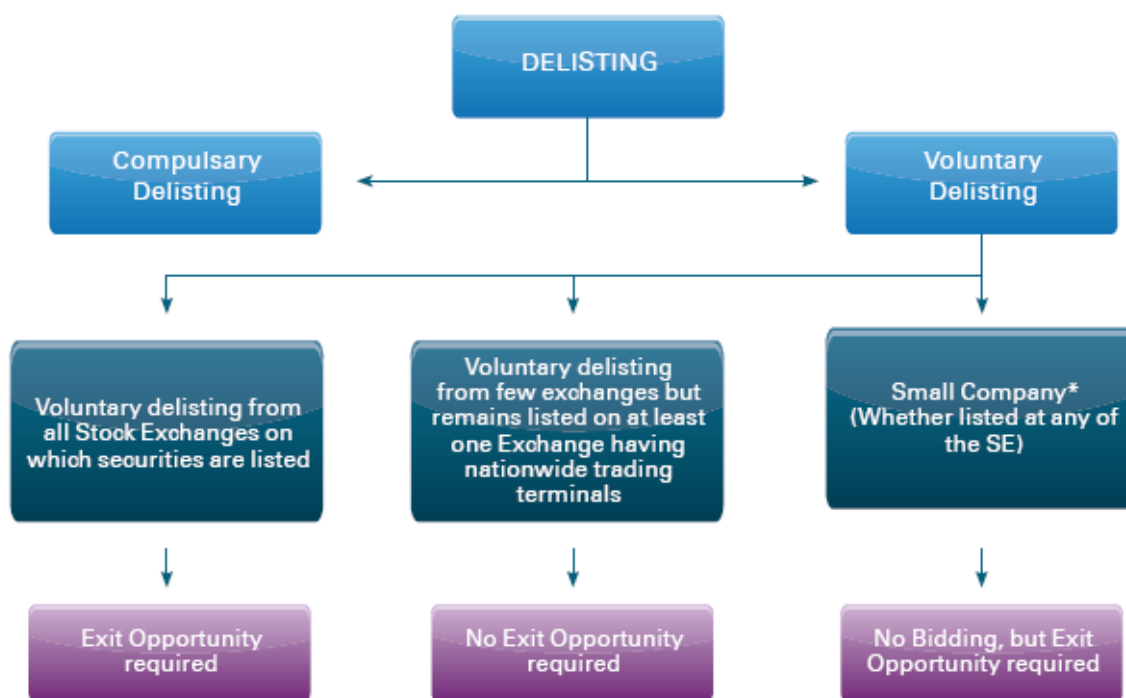 DELISTING
Compulsary
Delisting
Voluntary
Delisting
Voluntary delisting from
all Stock Exchanges on
which securities are listed
Voluntary delisting
from few exchanges but
remains listed on at least
one Exchange having
nationwide trading
terminals
Small Company*
(Whether listed at any of
the SE)
Exit Opportunity
required
No Exit Opportunity
required
No Bidding, but Exit
Opportunity required